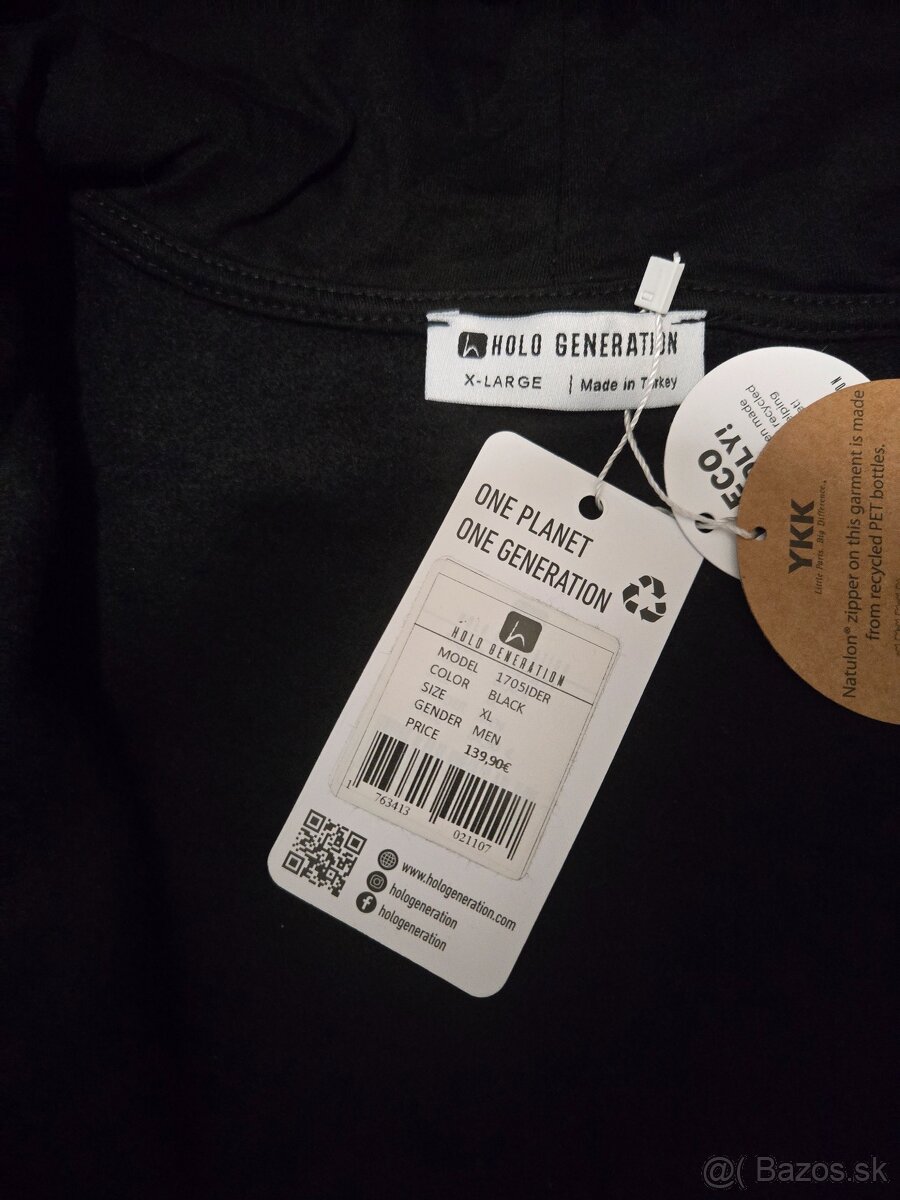 HOLO GENERATION
X-LARGE | Made in Turkey
ONE PLANET
ONE GENERATION
HOLO GENERATION
MODEL 1705IDER
COLOR BLACK
SIZE XL
GENDER MEN
PRICE 139,90€
1 763413 021107
www.hologeneration.com
hologeneration
hologeneration
ECO
recycled
YKK
Little Parts. Big Difference.
Natulon® zipper on this garment is made
from recycled PET bottles.
@( Bazos.sk